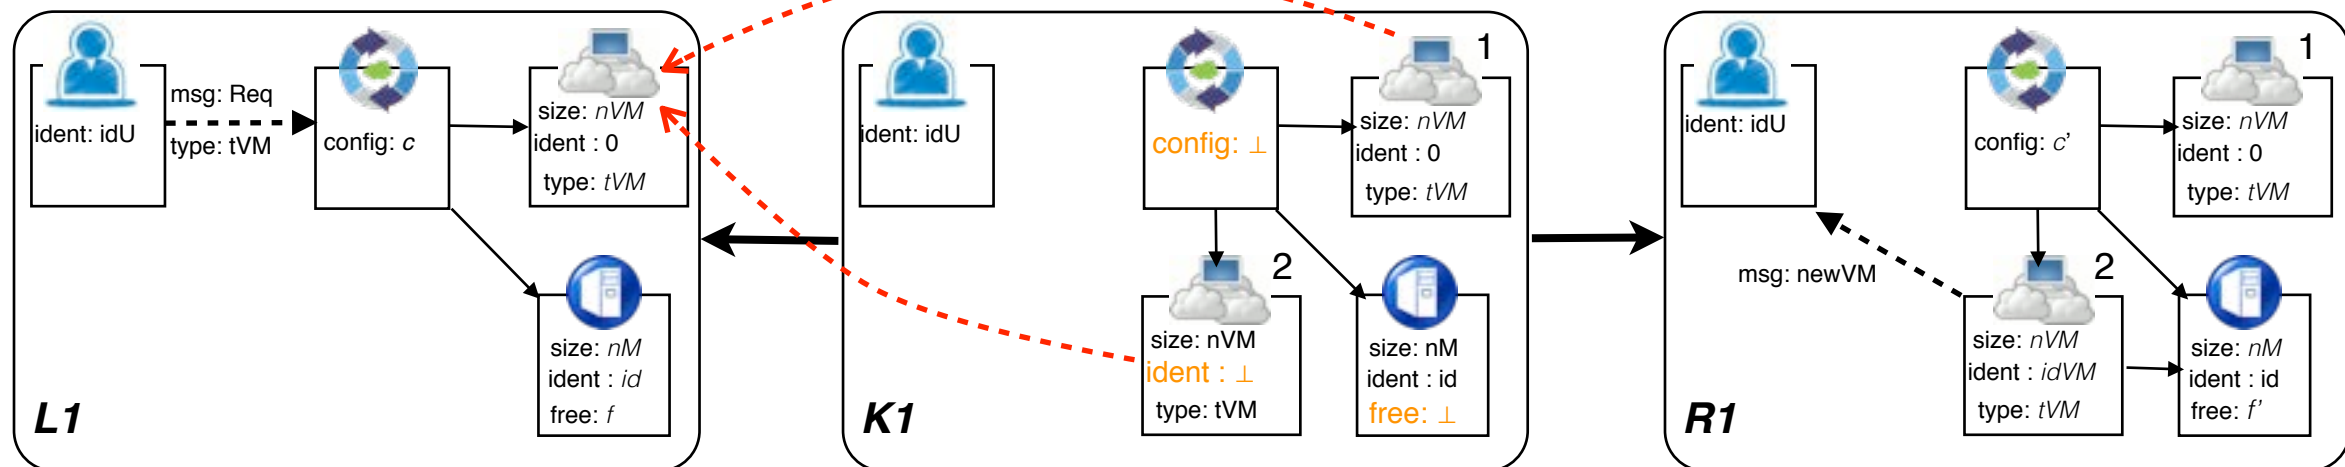 msg: Req
type: tVM
ident: idU
config: c
size: nVM
ident : 0
type: tVM
size: nM
ident : id
free: f
L1
ident: idU
config: ⊥
1
size: nVM
ident : 0
type: tVM
2
size: nVM
ident : ⊥
type: tVM
size: nM
ident : id
free: ⊥
K1
ident: idU
config: c'
1
size: nVM
ident : 0
type: tVM
msg: newVM
2
size: nVM
ident : idVM
type: tVM
size: nM
ident : id
free: f'
R1